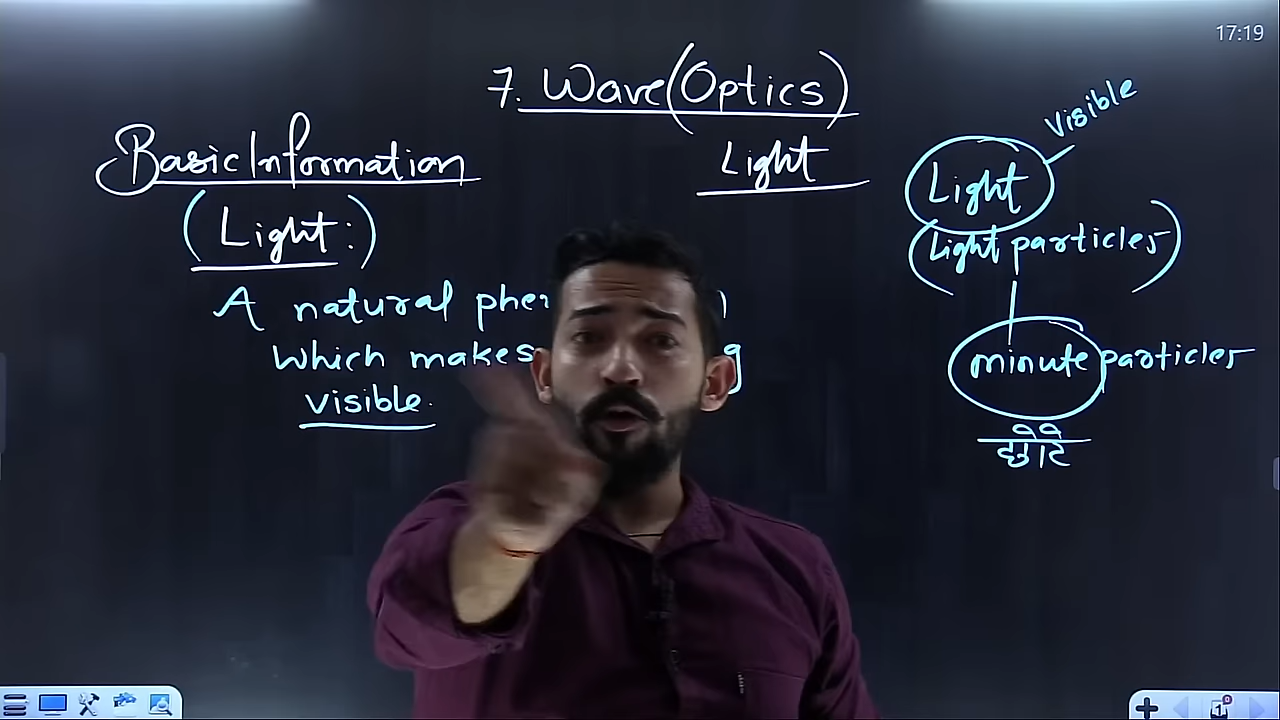 17:19
7. Wave (Optics)
Basic Information
Light
(Light:)
A natural phe
which makes
visible.
Visible
Light
(Light particles)
minute particles
छोटे